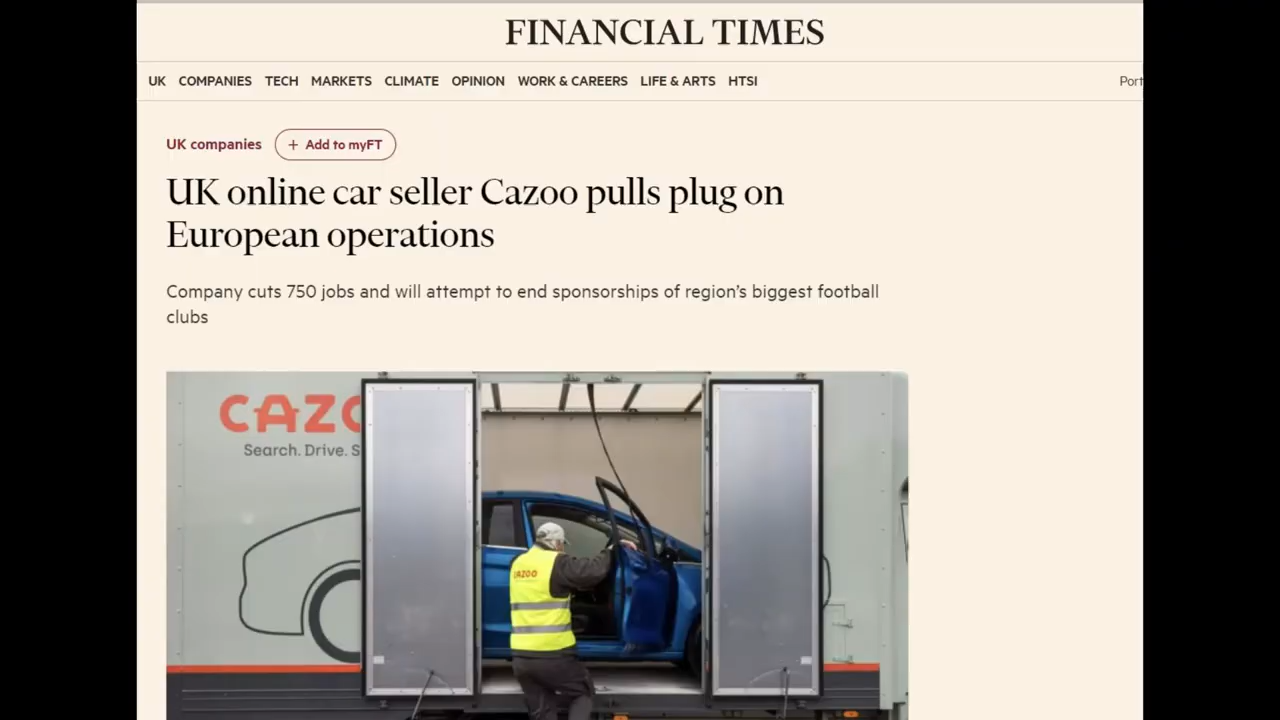 FINANCIAL TIMES
UK COMPANIES TECH MARKETS CLIMATE OPINION WORK & CAREERS LIFE & ARTS HTSI Port
UK companies + Add to myFT
UK online car seller Cazoo pulls plug on
European operations
Company cuts 750 jobs and will attempt to end sponsorships of region's biggest football
clubs
CAZO
Search. Drive. S
CAZOO